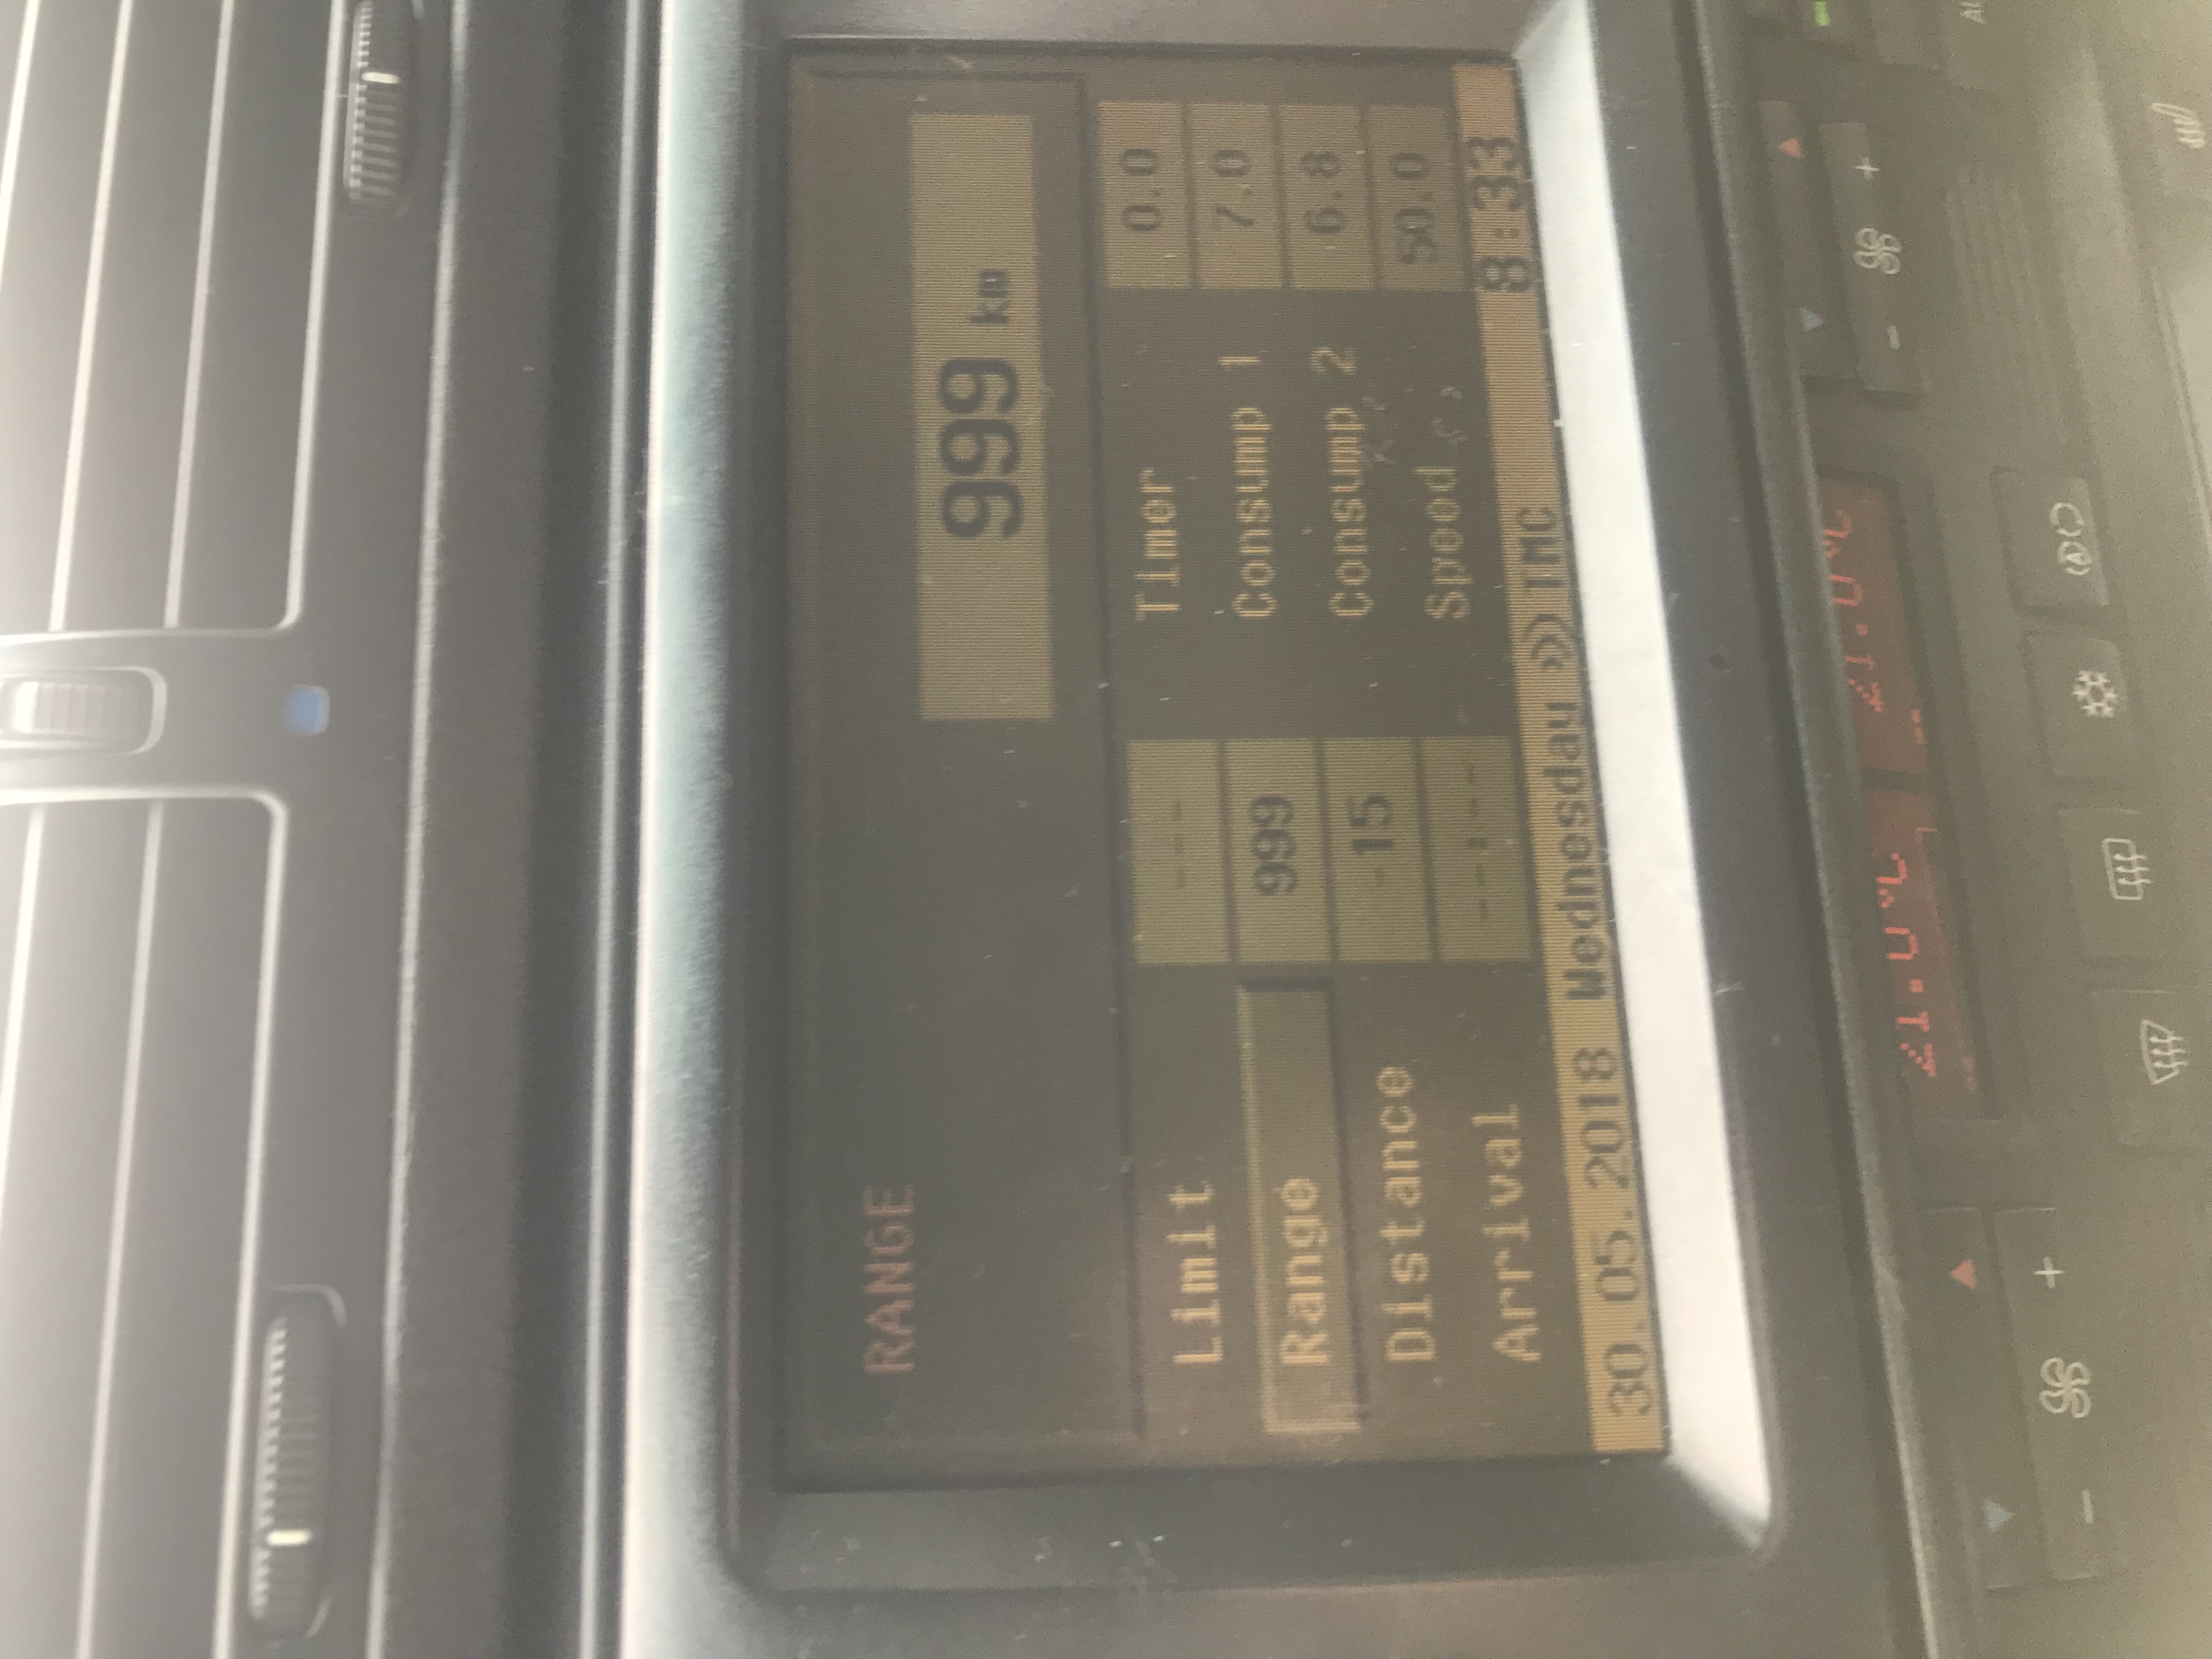 RANGE
999 km
Limit --- Timer 0.0
Range 999 Consump 1 7.0
Distance -15 Consump 2 6.8
Arrival --:-- Speed 50.0
30.05.2018 Wednesday TMC 8:33
21.0°C 21.0°C
- +
- +
A